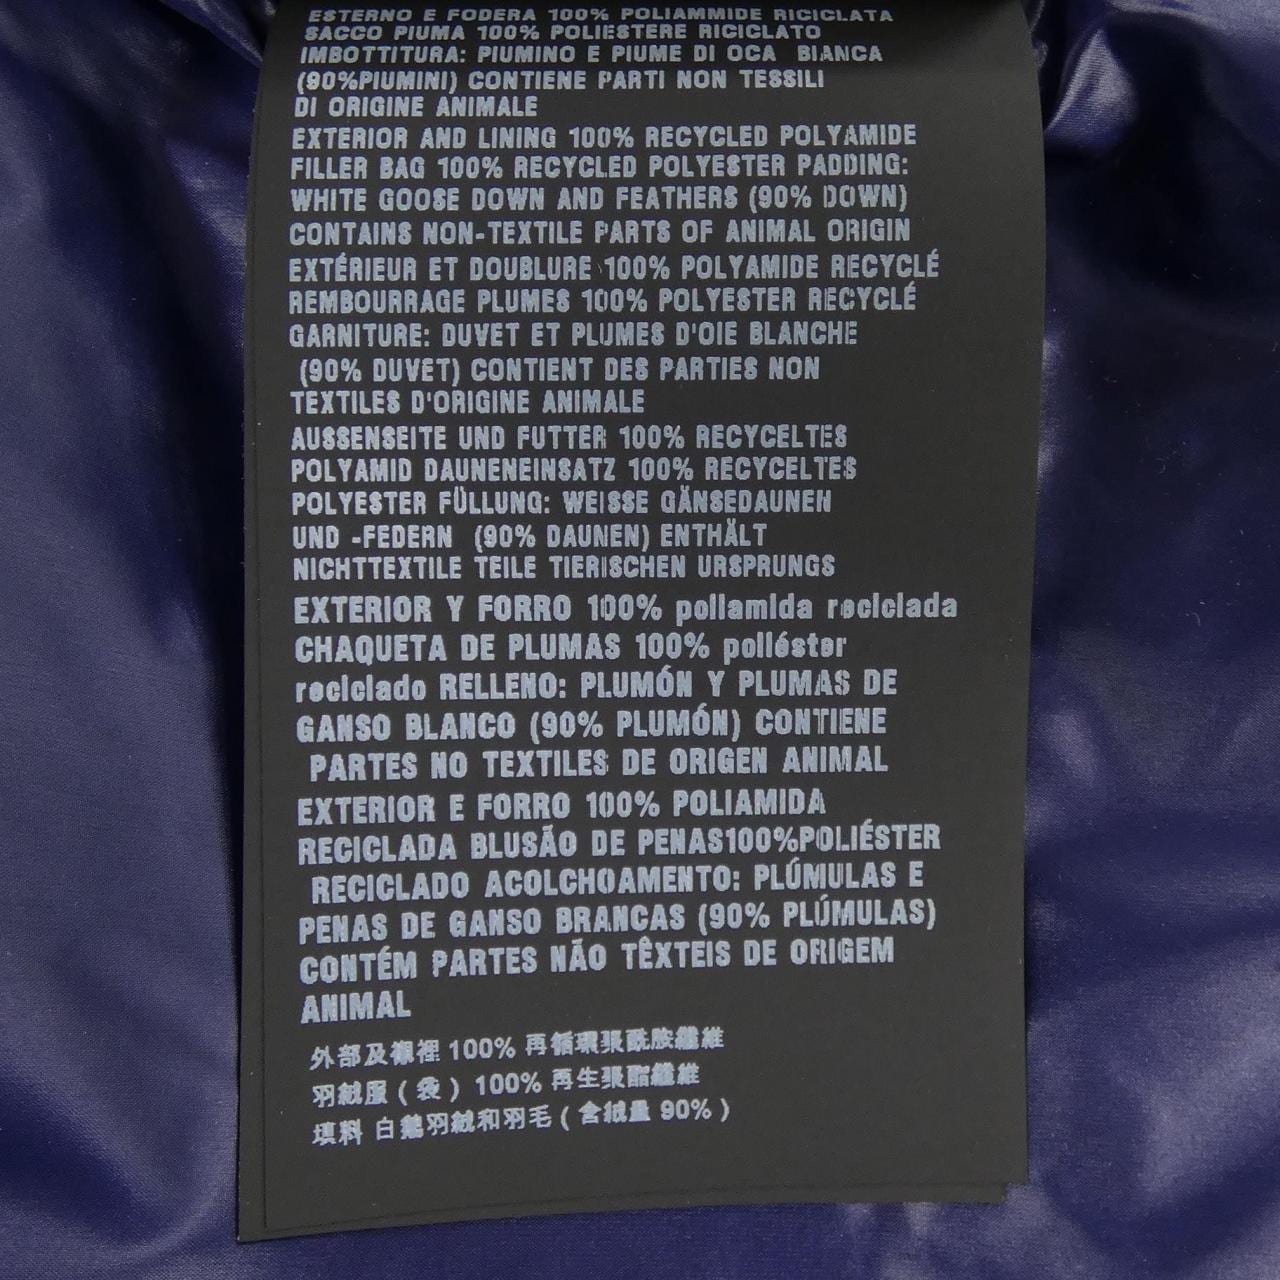 ESTERNO E FODERA 100% POLIAMMIDE RICICLATA
SACCO PIUMA 100% POLIESTERE RICICLATO
IMBOTTITURA: PIUMINO E PIUME DI OCA BIANCA
(90%PIUMINI) CONTIENE PARTI NON TESSILI
DI ORIGINE ANIMALE
EXTERIOR AND LINING 100% RECYCLED POLYAMIDE
FILLER BAG 100% RECYCLED POLYESTER PADDING:
WHITE GOOSE DOWN AND FEATHERS (90% DOWN)
CONTAINS NON-TEXTILE PARTS OF ANIMAL ORIGIN
EXTÉRIEUR ET DOUBLURE 100% POLYAMIDE RECYCLÉ
REMBOURRAGE PLUMES 100% POLYESTER RECYCLÉ
GARNITURE: DUVET ET PLUMES D'OIE BLANCHE
(90% DUVET) CONTIENT DES PARTIES NON
TEXTILES D'ORIGINE ANIMALE
AUSSENSEITE UND FUTTER 100% RECYCELTES
POLYAMID DAUNENEINSATZ 100% RECYCELTES
POLYESTER FÜLLUNG: WEISSE GÄNSEDAUNEN
UND -FEDERN (90% DAUNEN) ENTHÄLT
NICHTTEXTILE TEILE TIERISCHEN URSPRUNGS
EXTERIOR Y FORRO 100% poliamida reciclada
CHAQUETA DE PLUMAS 100% poliéster
reciclado RELLENO: PLUMÓN Y PLUMAS DE
GANSO BLANCO (90% PLUMÓN) CONTIENE
PARTES NO TEXTILES DE ORIGEN ANIMAL
EXTERIOR E FORRO 100% POLIAMIDA
RECICLADA BLUSÃO DE PENAS100%POLIÉSTER
RECICLADO ACOLCHOAMENTO: PLÚMULAS E
PENAS DE GANSO BRANCAS (90% PLÚMULAS)
CONTÉM PARTES NÃO TÊXTEIS DE ORIGEM
ANIMAL
外部及襯裡 100% 再循環聚酰胺纖維
羽絨服 ( 袋 ) 100% 再生聚酯纖維
填料 白鵝羽絨和羽毛 ( 含絨量 90% )